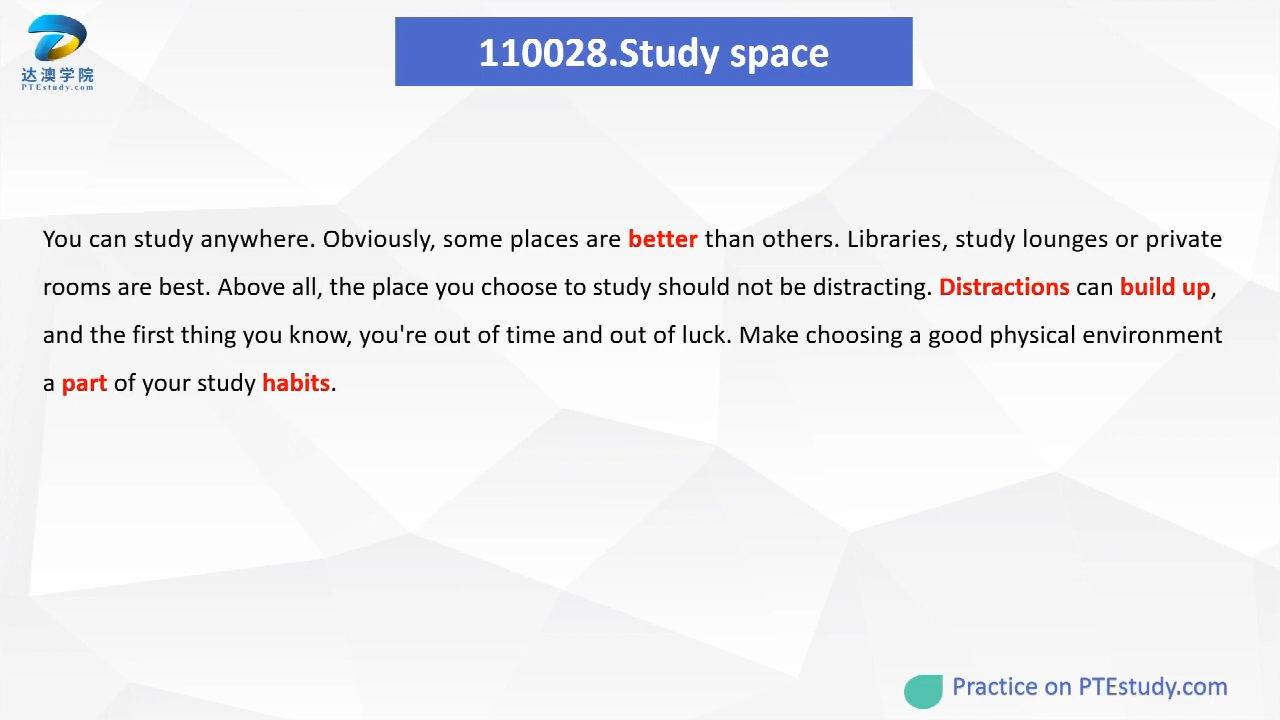 达澳学院
PTEstudy.com
110028.Study space
You can study anywhere. Obviously, some places are better than others. Libraries, study lounges or private
rooms are best. Above all, the place you choose to study should not be distracting. Distractions can build up,
and the first thing you know, you're out of time and out of luck. Make choosing a good physical environment
a part of your study habits.
Practice on PTEstudy.com